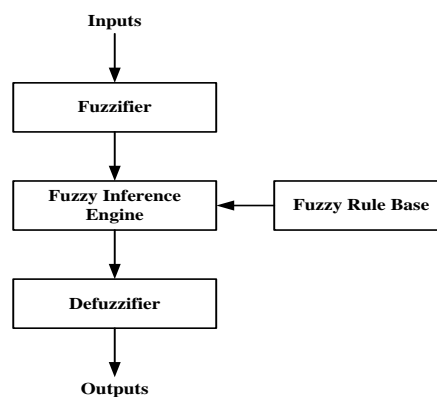 Inputs
Fuzzifier
Fuzzy Inference
Engine
Fuzzy Rule Base
Defuzzifier
Outputs